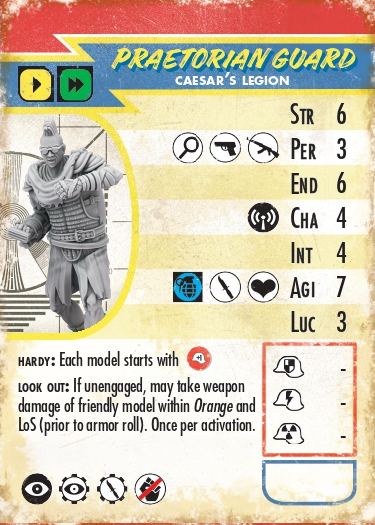 PRAETORIAN GUARD
CAESAR'S LEGION
STR 6
PER 3
END 6
CHA 4
INT 4
AGI 7
LUC 3
HARDY: Each model starts with +1
LOOK OUT: If unengaged, may take weapon
damage of friendly model within Orange and
LoS (prior to armor roll). Once per activation.
-
-
-